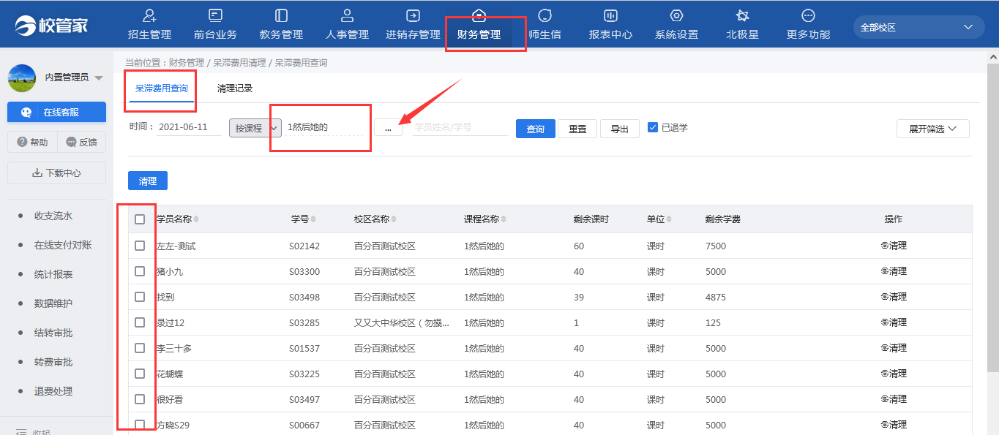 校管家
招生管理 前台业务 教务管理 人事管理 进销存管理 财务管理 师生信 报表中心 系统设置 北极星 更多功能 全部校区
内置管理员
在线客服
帮助 反馈
下载中心
收支流水
在线支付对账
统计报表
数据维护
结转审批
转费审批
退费处理
收起
当前位置：财务管理 / 呆滞费用清理 / 呆滞费用查询
呆滞费用查询 清理记录
时间： 2021-06-11 按课程 1然后她的 ... 学员姓名/学号 查询 重置 导出 已退学 展开筛选
清理
学员名称 学号 校区名称 课程名称 剩余课时 单位 剩余学费 操作
左左-测试 S02142 百分百测试校区 1然后她的 60 课时 7500 清理
猪小九 S03300 百分百测试校区 1然后她的 40 课时 5000 清理
找到 S03498 百分百测试校区 1然后她的 39 课时 4875 清理
录过12 S03285 又又大中华校区（勿操... 1然后她的 1 课时 125 清理
李三十多 S01537 百分百测试校区 1然后她的 40 课时 5000 清理
花蝴蝶 S03225 百分百测试校区 1然后她的 40 课时 5000 清理
很好看 S03497 百分百测试校区 1然后她的 40 课时 5000 清理
方晓S29 S00667 百分百测试校区 1然后她的 40 课时 5000 清理